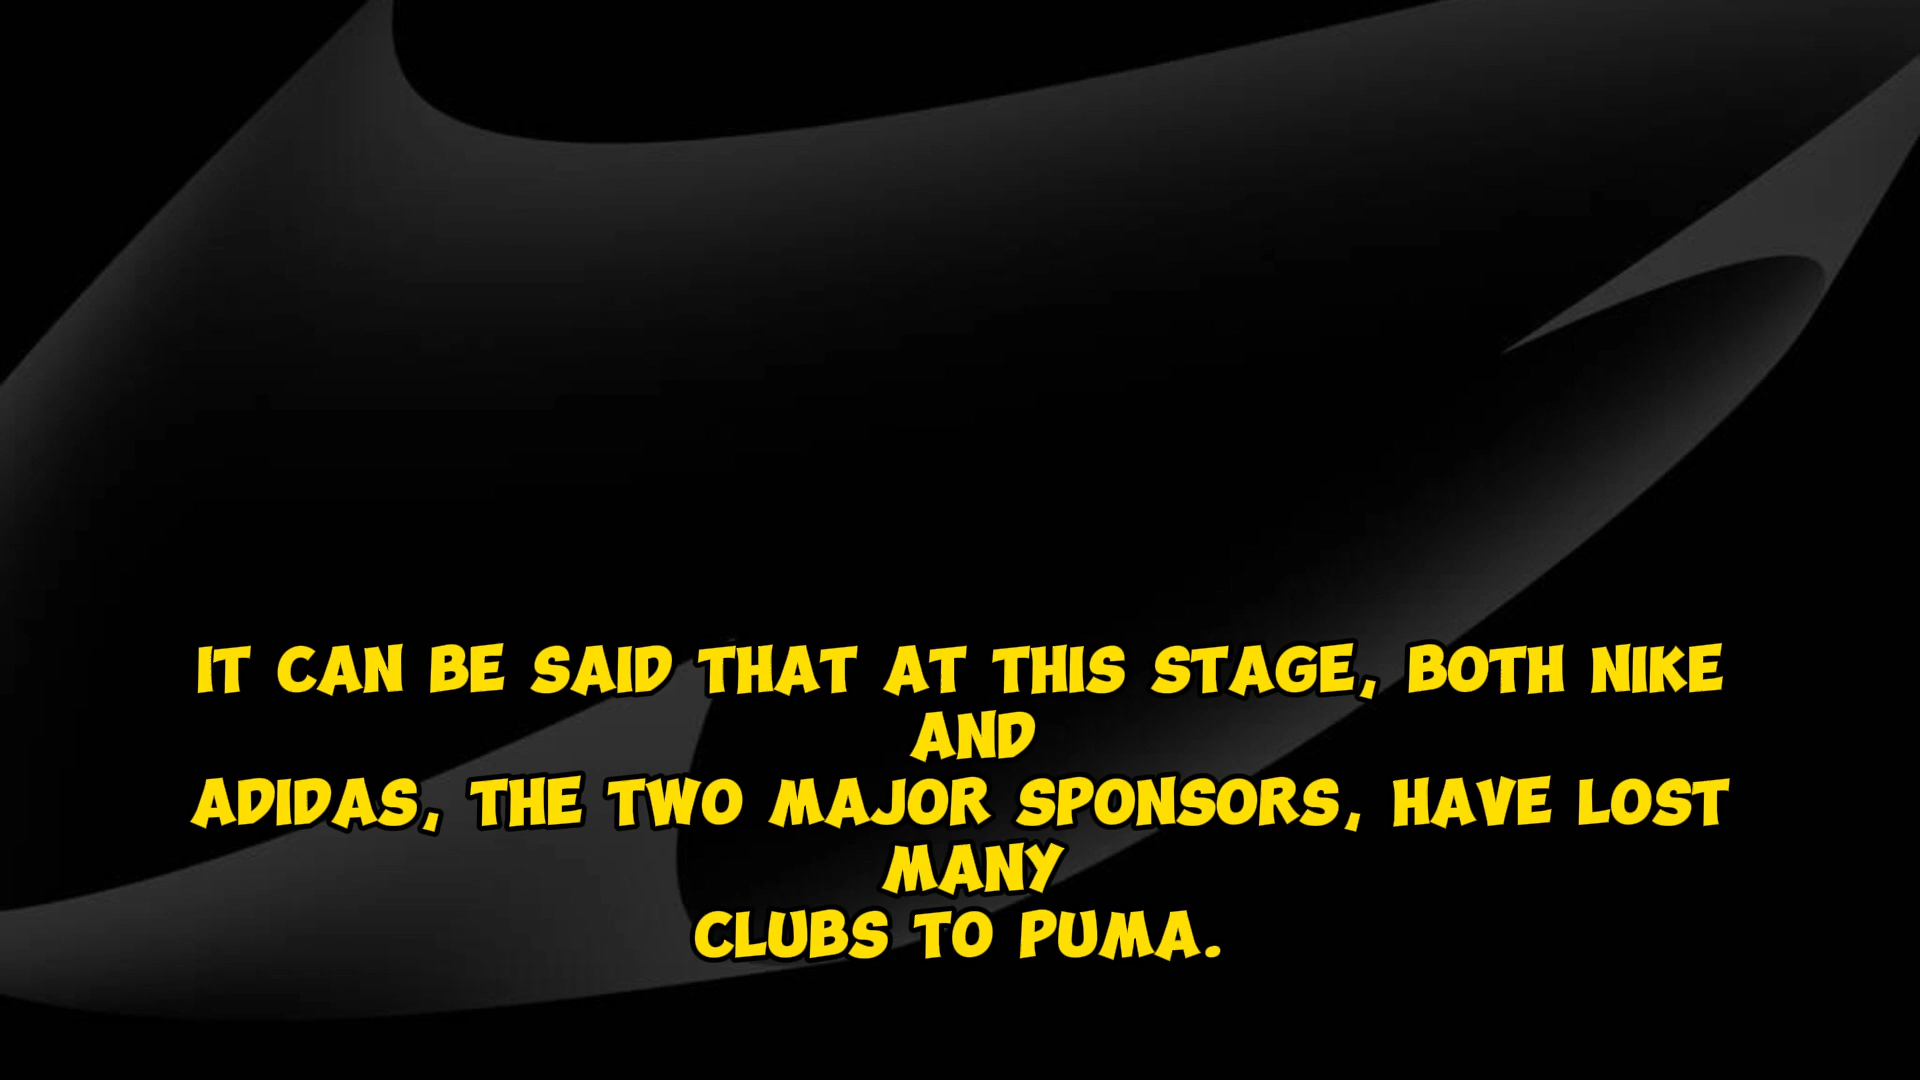 IT CAN BE SAID THAT AT THIS STAGE, BOTH NIKE
AND
ADIDAS, THE TWO MAJOR SPONSORS, HAVE LOST
MANY
CLUBS TO PUMA.